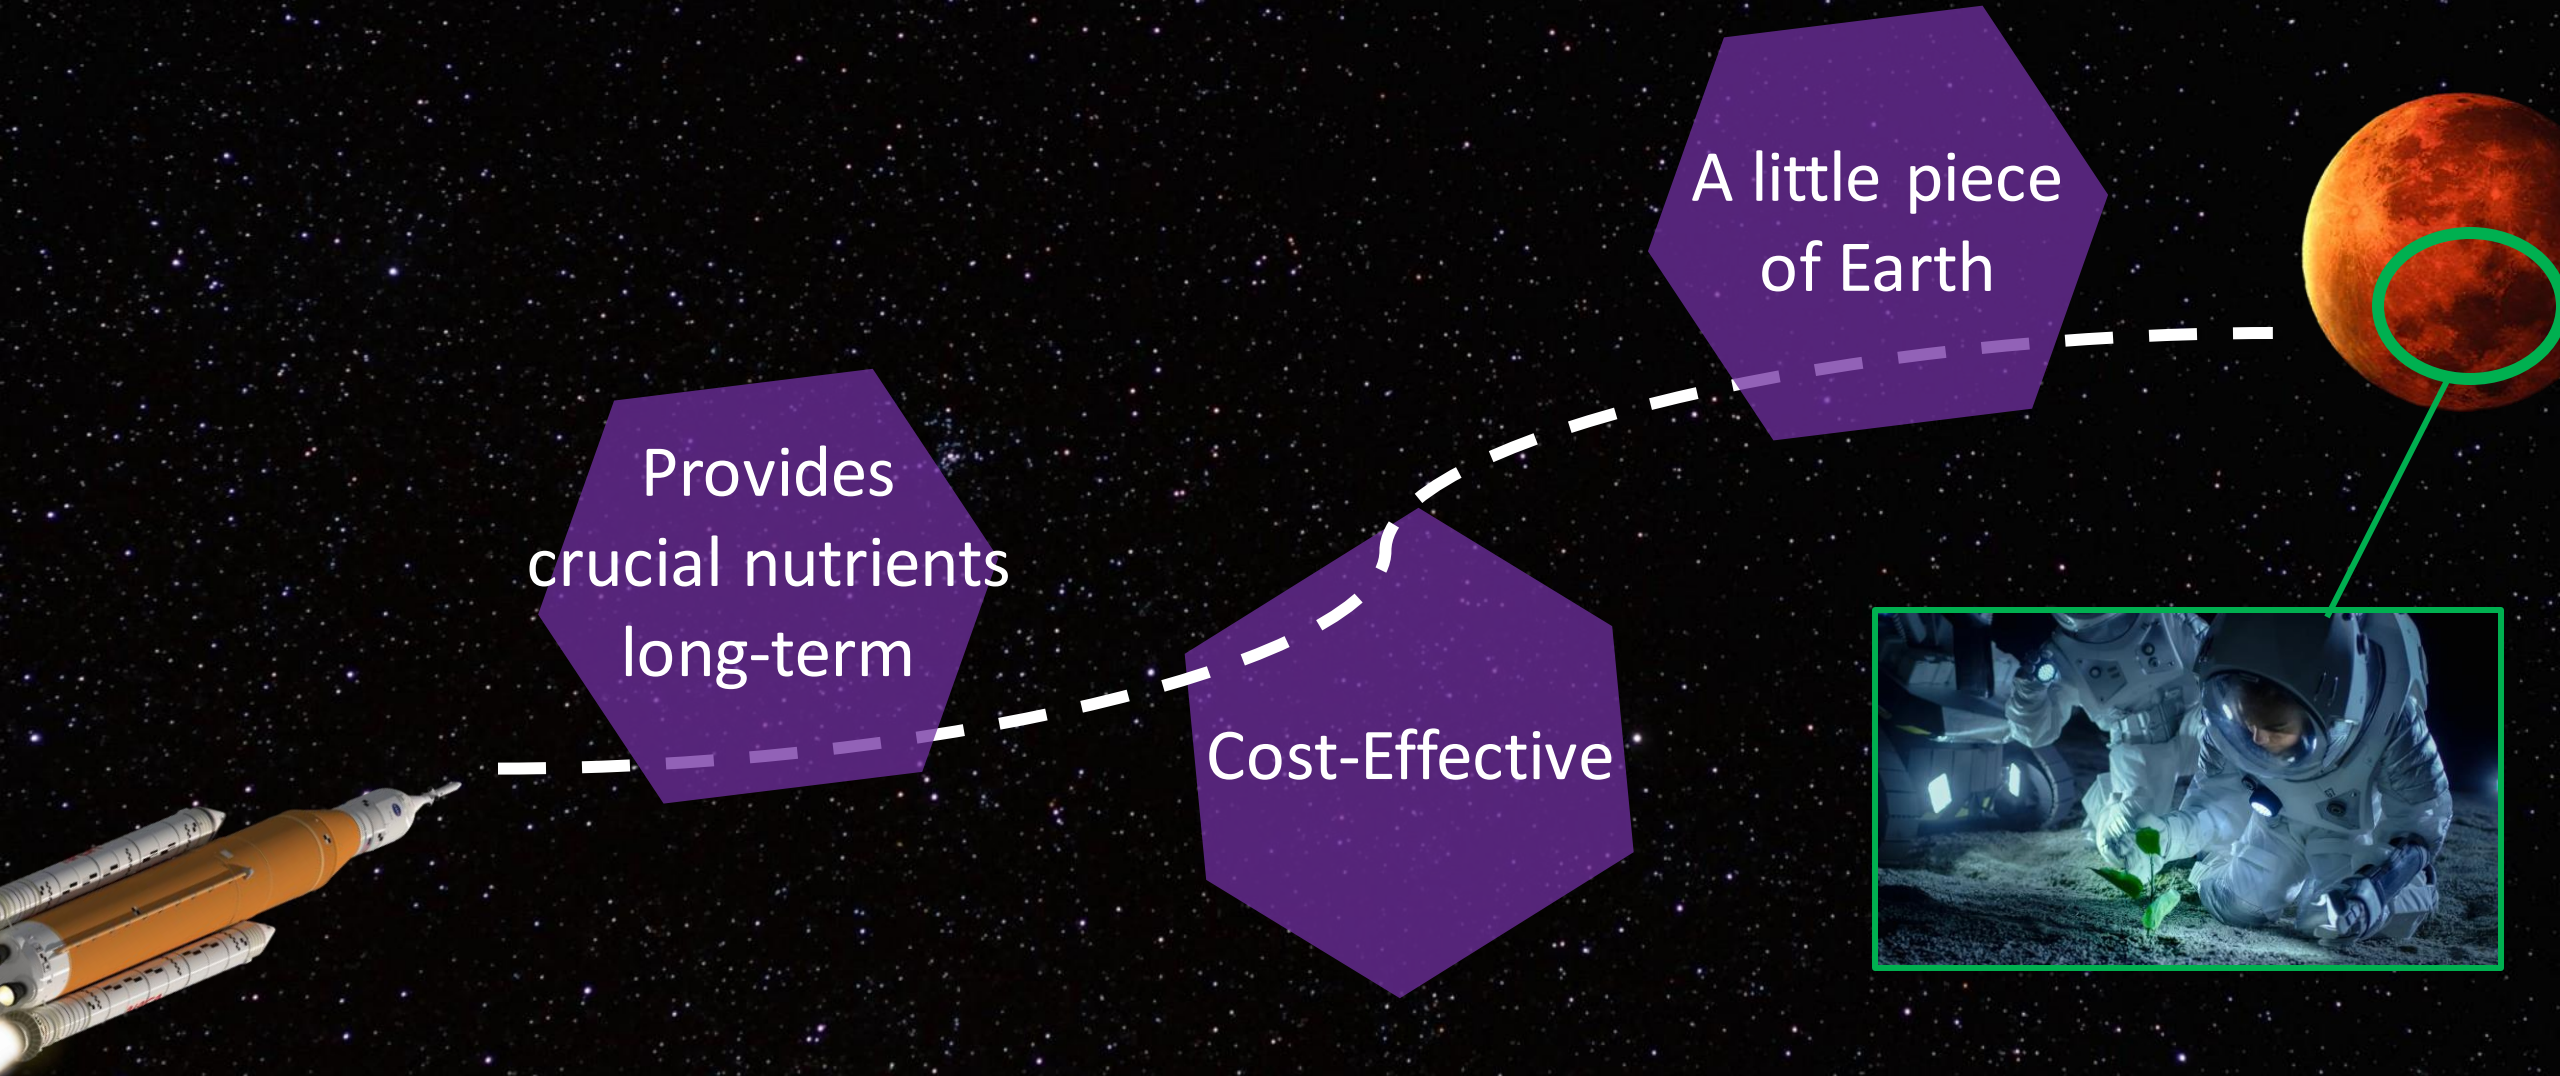 Provides
crucial nutrients
long-term
Cost-Effective
A little piece
of Earth